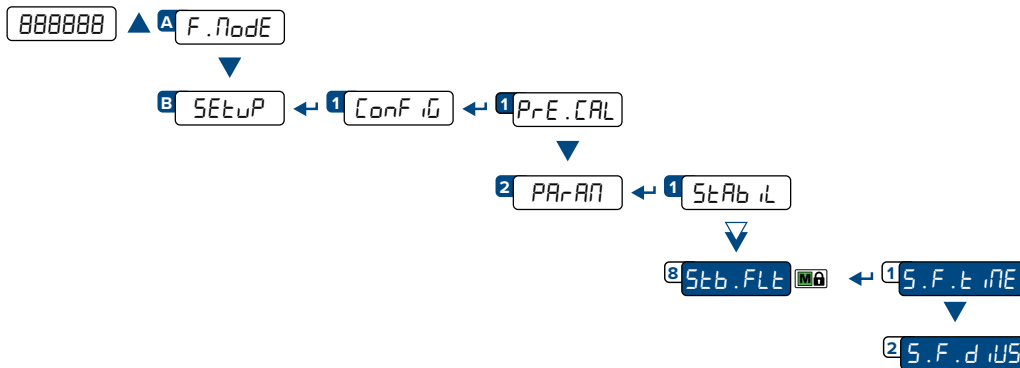 888888 A F.ModE
B SEtuP 1 ConFiG 1 PrE.CAL
2 PArAM 1 StAbiL
8 Stb.FLt M 1 S.F.tiME
2 S.F.diUS